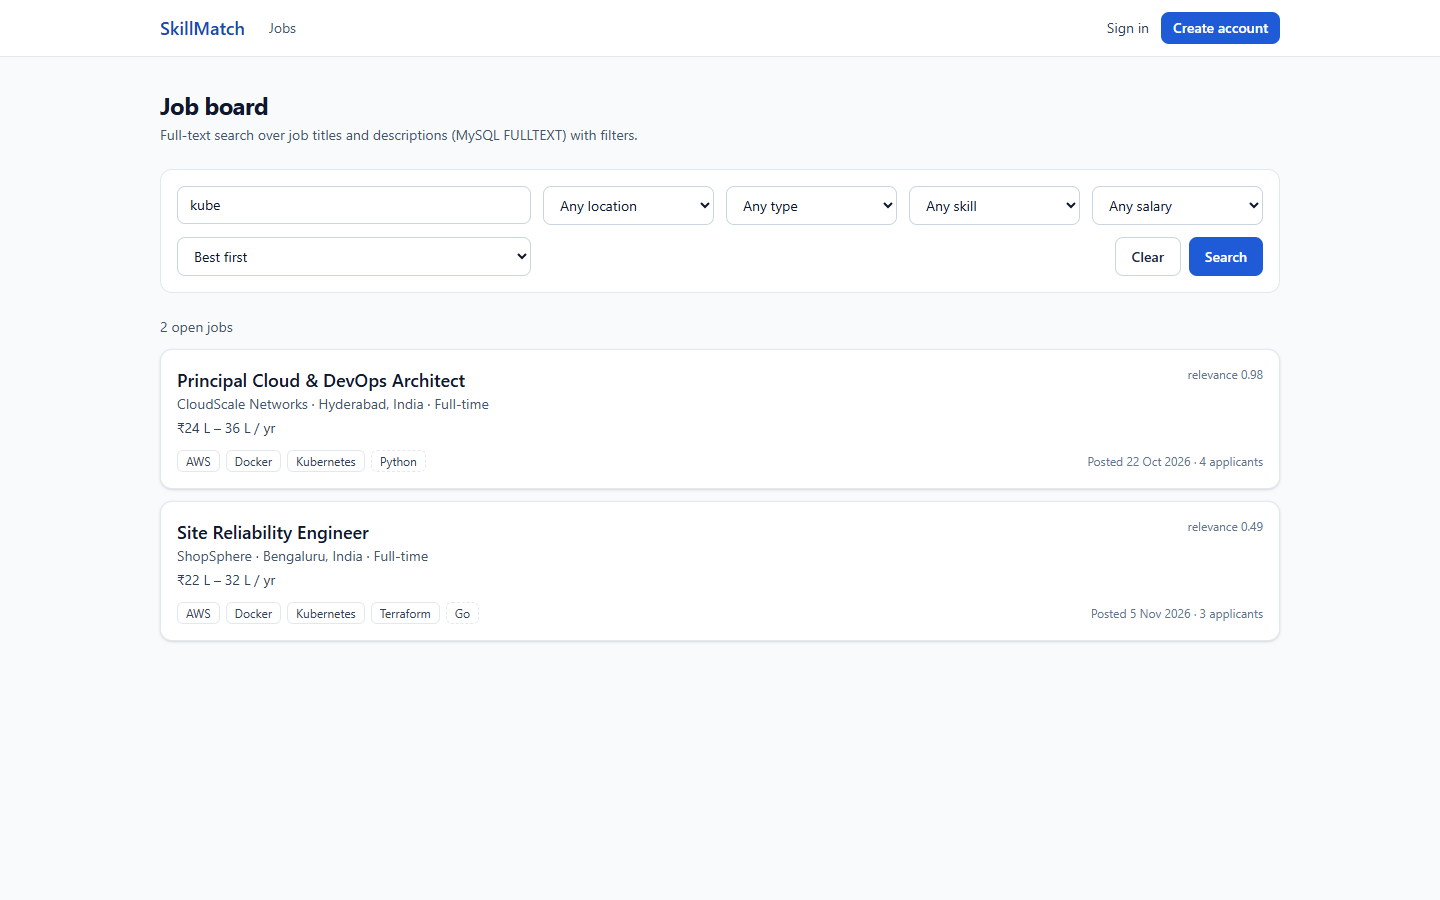 SkillMatch Jobs Sign in Create account
Job board
Full-text search over job titles and descriptions (MySQL FULLTEXT) with filters.
kube Any location Any type Any skill Any salary
Best first Clear Search
2 open jobs
Principal Cloud & DevOps Architect relevance 0.98
CloudScale Networks · Hyderabad, India · Full-time
₹24 L – 36 L / yr
AWS Docker Kubernetes Python Posted 22 Oct 2026 · 4 applicants
Site Reliability Engineer relevance 0.49
ShopSphere · Bengaluru, India · Full-time
₹22 L – 32 L / yr
AWS Docker Kubernetes Terraform Go Posted 5 Nov 2026 · 3 applicants